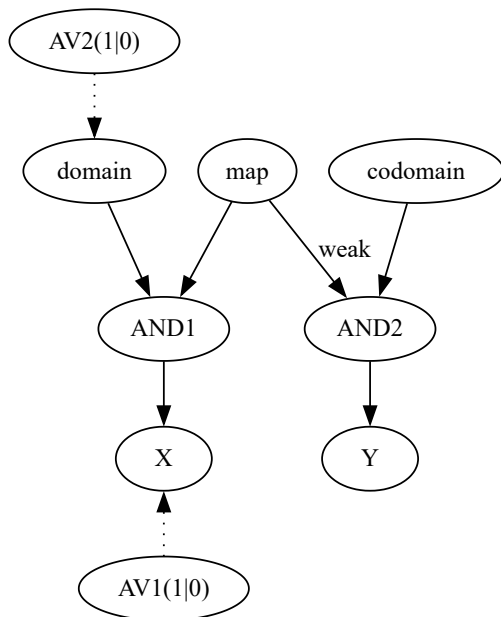 AV2(1|0)
domain
map
codomain
weak
AND1
AND2
X
Y
AV1(1|0)